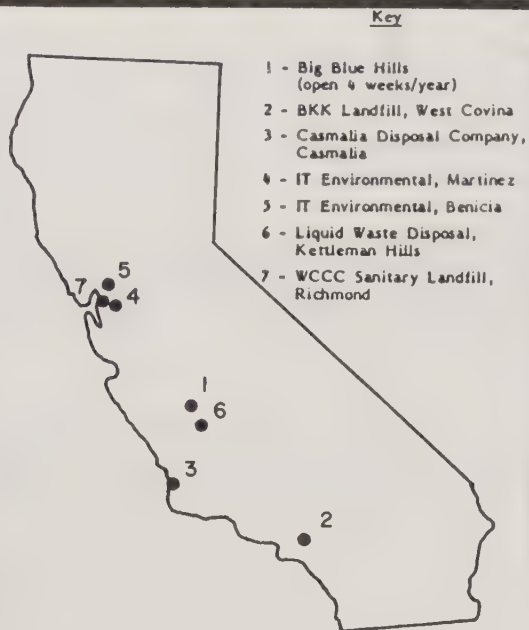 Key
1 - Big Blue Hills
(open 4 weeks/year)
2 - BKK Landfill, West Covina
3 - Casmalia Disposal Company,
Casmalia
4 - IT Environmental, Martinez
5 - IT Environmental, Benicia
6 - Liquid Waste Disposal,
Kettleman Hills
7 - WCCC Sanitary Landfill,
Richmond
5
7
4
1
6
3
2